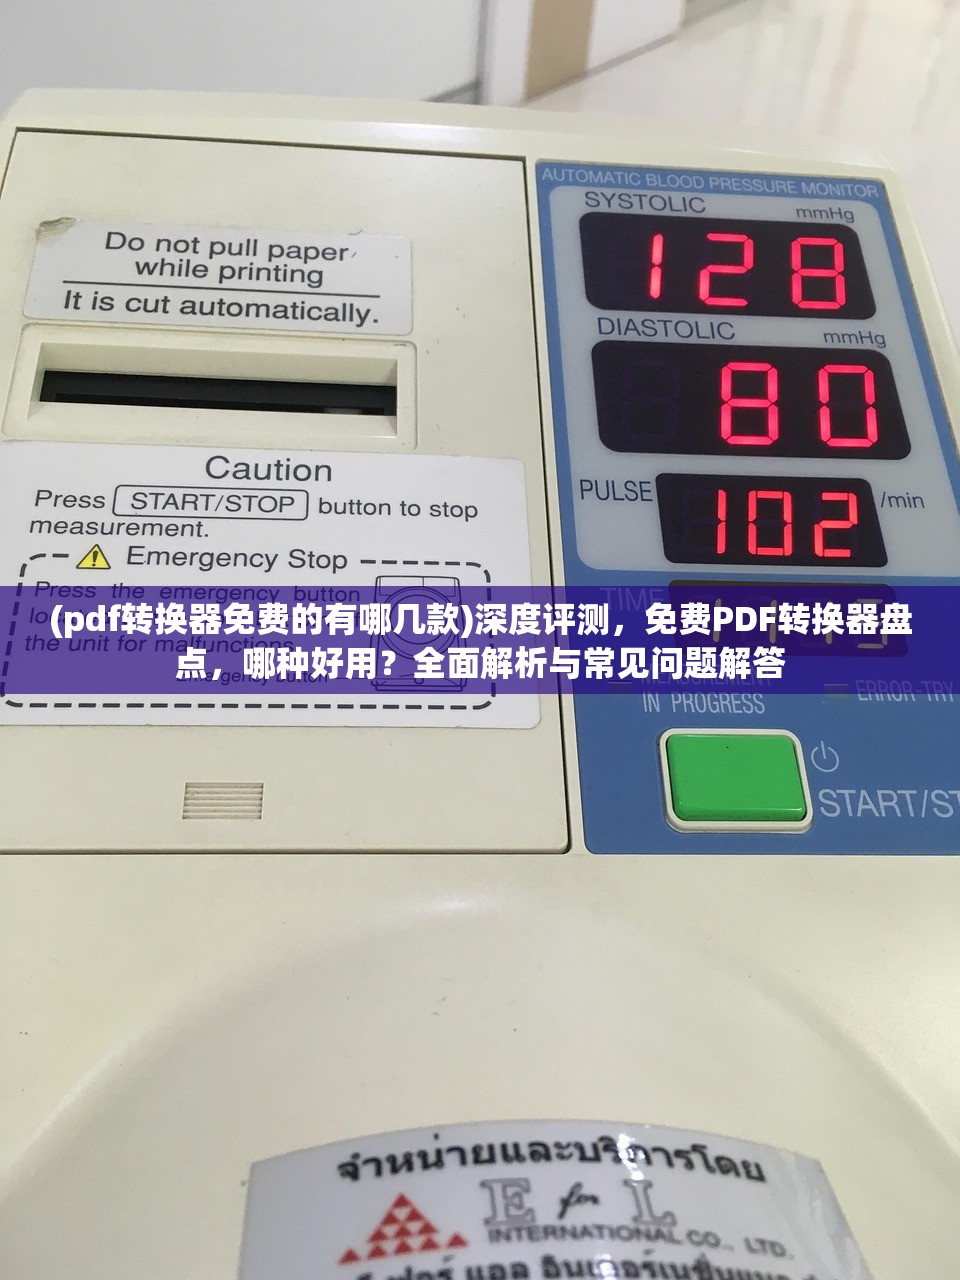 AUTOMATIC BLOOD PRESSURE MONITOR
SYSTOLIC
mmHg
128
DIASTOLIC
mmHg
80
PULSE
102
/min
TIME
IN PROGRESS
ERROR-TRY
START/ST
Do not pull paper
while printing
It is cut automatically.
Caution
Press START/STOP button to stop
measurement.
Emergency Stop
Press the emergency button
the unit for malfunctions.
emergency button
(pdf转换器免费的有哪几款)深度评测，免费PDF转换器盘
点，哪种好用？全面解析与常见问题解答
จำหน่ายและบริการโดย
E for L
INTERNATIONAL CO., LTD.